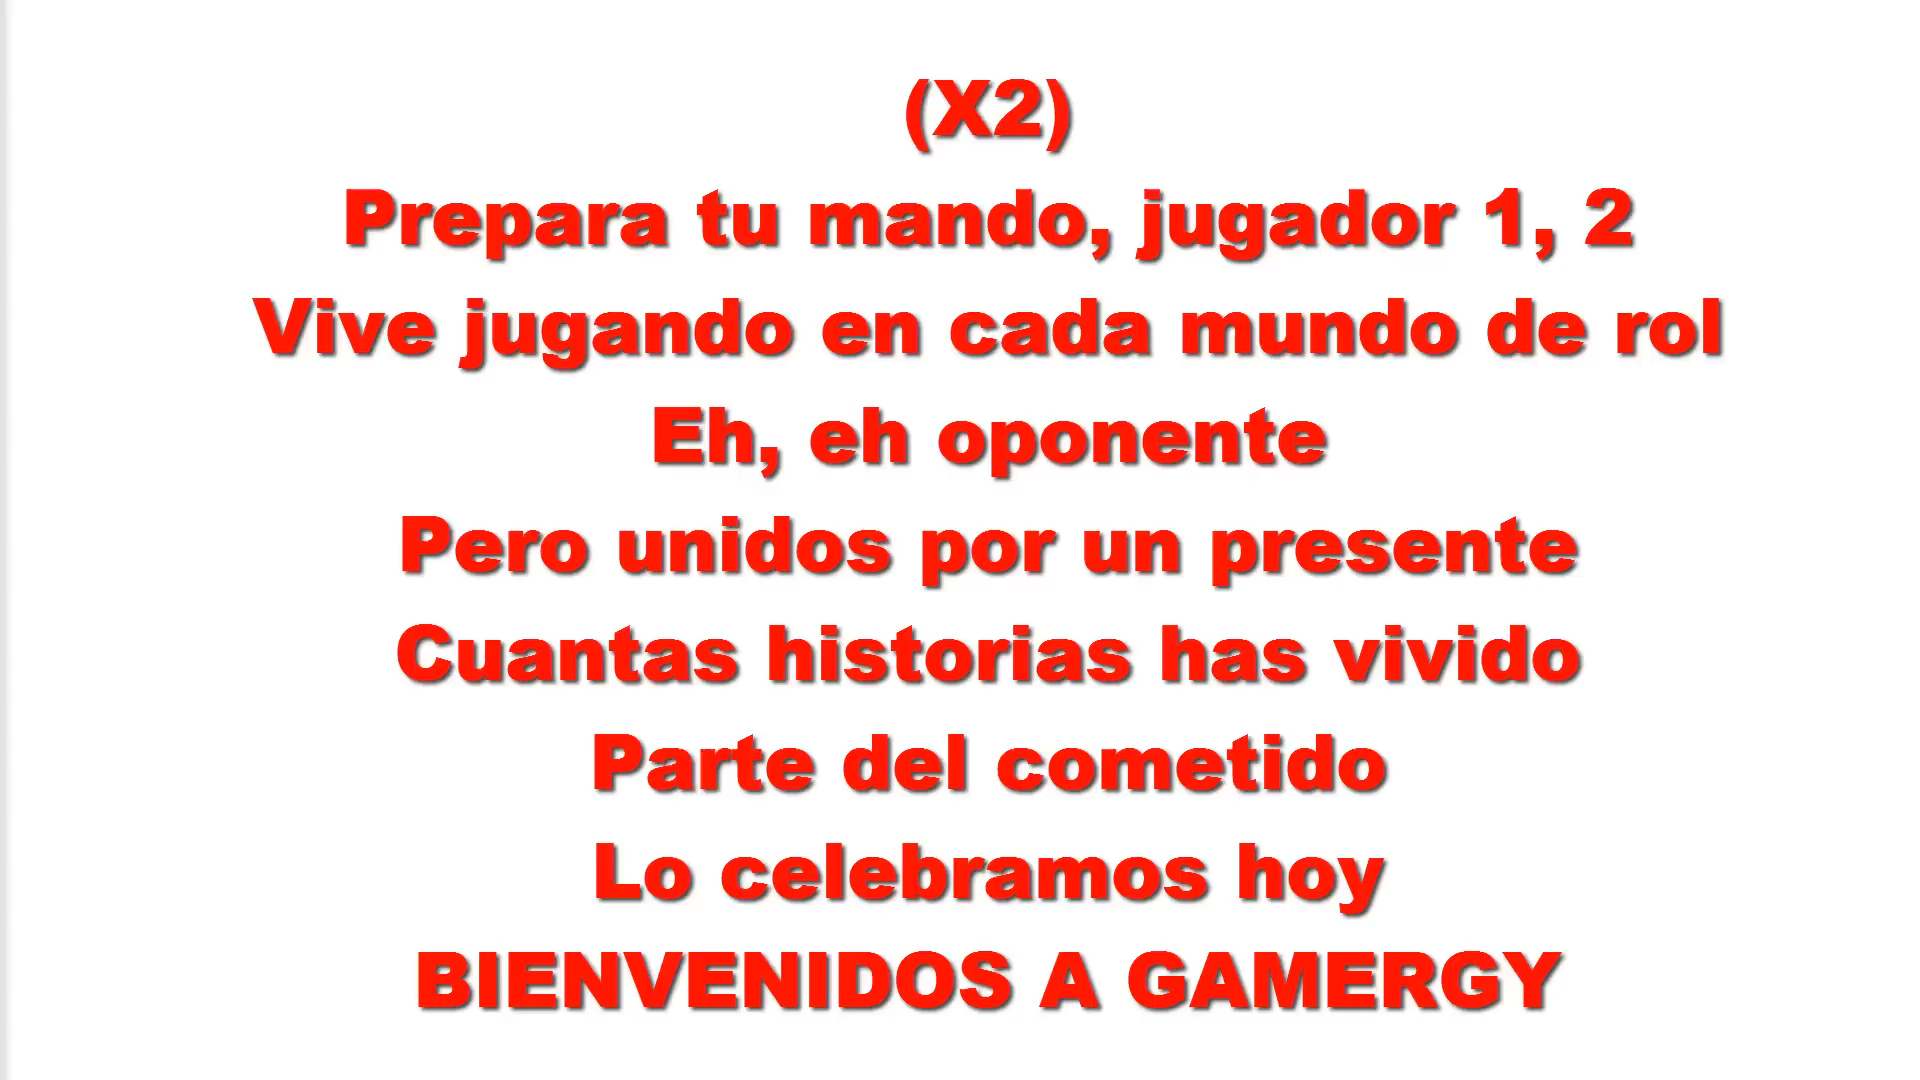 (X2)
Prepara tu mando, jugador 1, 2
Vive jugando en cada mundo de rol
Eh, eh oponente
Pero unidos por un presente
Cuantas historias has vivido
Parte del cometido
Lo celebramos hoy
BIENVENIDOS A GAMERGY